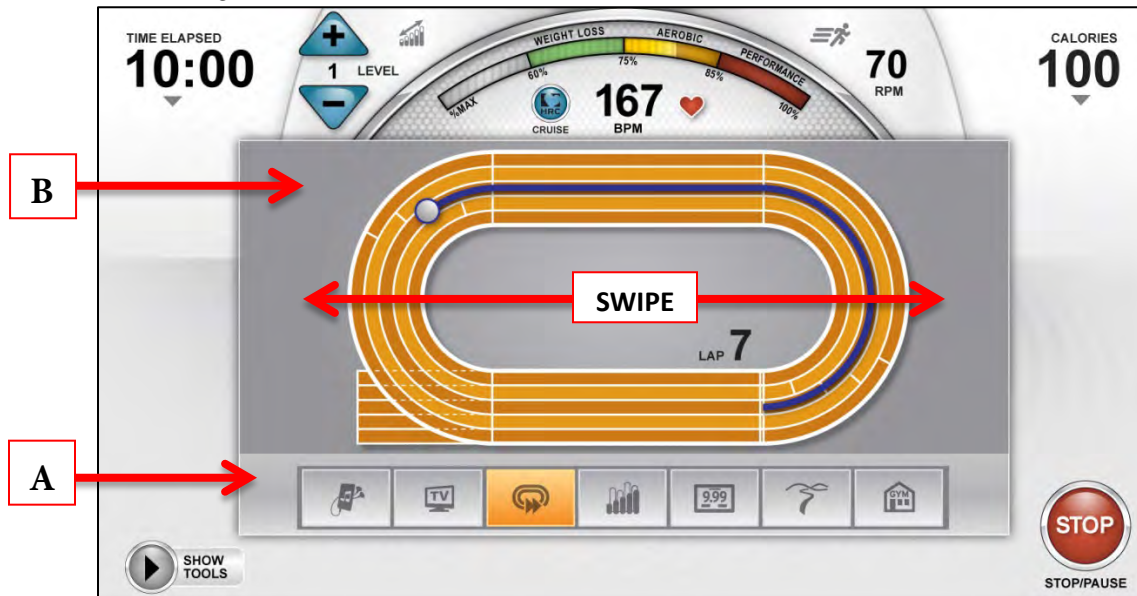 TIME ELAPSED
10:00
1 LEVEL
WEIGHT LOSS
AEROBIC
PERFORMANCE
%MAX
60%
75%
85%
100%
HRC
CRUISE
167
BPM
70
RPM
CALORIES
100
B
SWIPE
LAP 7
A
TV
9.99
GYM
SHOW
TOOLS
STOP
STOP/PAUSE